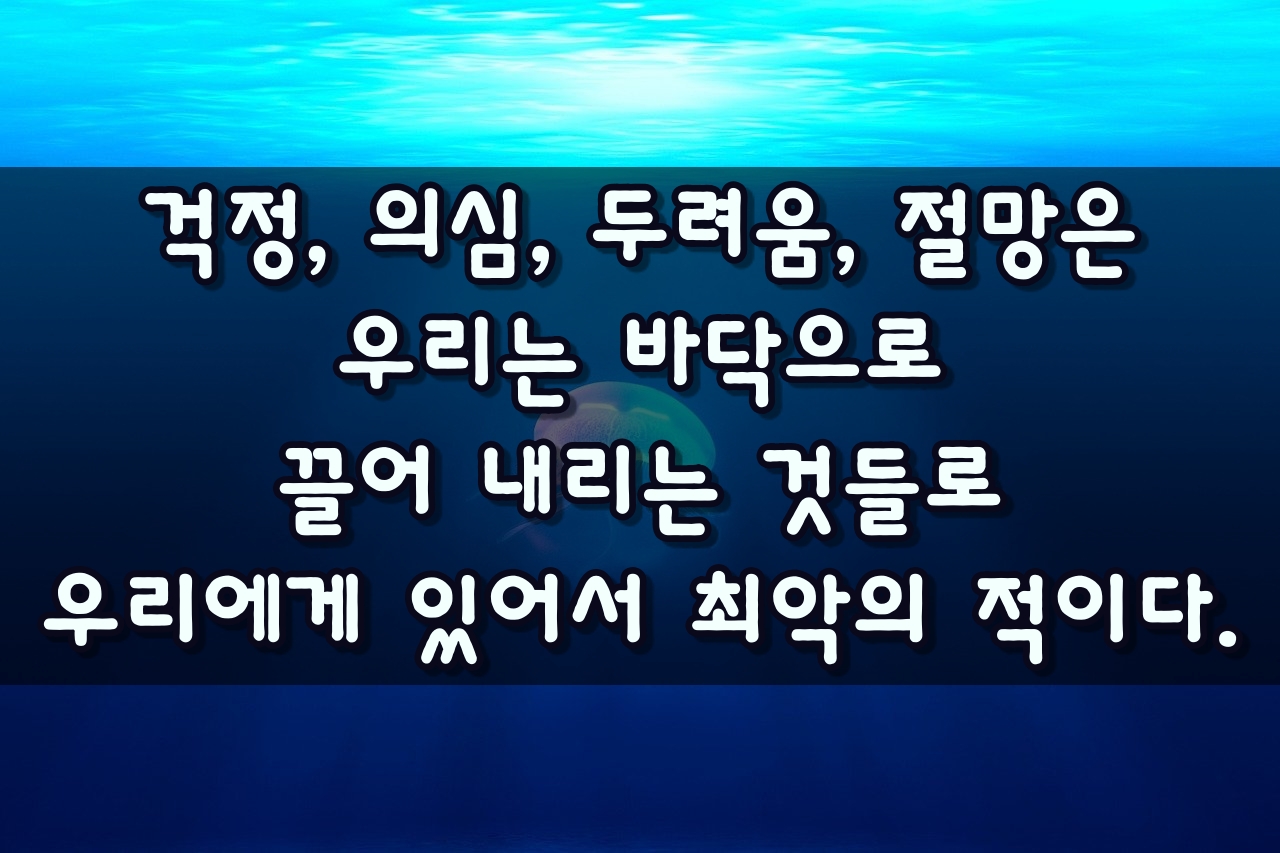 걱정, 의심, 두려움, 절망은
우리는 바닥으로
끌어 내리는 것들로
우리에게 있어서 최악의 적이다.